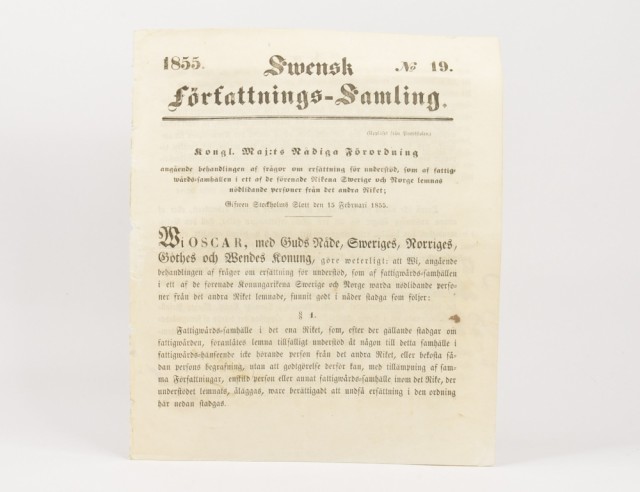 1855. Swensk № 19.
Författnings-Samling.
Kongl. Maj:ts Nådiga Förordning
angående behandlingen af frågor om ersättning för understöd, som af fattig-
wårds-samhällen i ett af de förenade Rikena Swerige och Norge lemnas
nödlidande personer från det andra Riket;
Gifwen Stockholms Slott den 15 Februari 1855.
Wi OSCAR, med Guds Nåde, Sweriges, Norriges,
Göthes och Wendes Konung, göre weterligt: att Wi, angående
behandlingen af frågor om ersättning för understöd, som af fattigwårds-samhällen
i ett af de förenade Konungarikena Swerige och Norge warda nödlidande perso-
ner från det andra Riket lemnade, funnit godt i nåder stadga som följer:
§ 1.
Fattigwårds-samhälle i det ena Riket, som, efter der gällande stadgar om
fattigwården, föranlåtes lemna tillfälligt understöd åt någon till detta samhälle i
fattigwårds-hänseende icke hörande person från det andra Riket, eller bekosta så-
dan persons begrafning, utan att godtgörelse derför kan, med tillämpning af sam-
ma Författningar, enskild person eller annat fattigwårds-samhälle inom det Rike, der
understödet lemnats, åläggas, ware berättigadt att undfå ersättning i den ordning
här nedan stadgas.